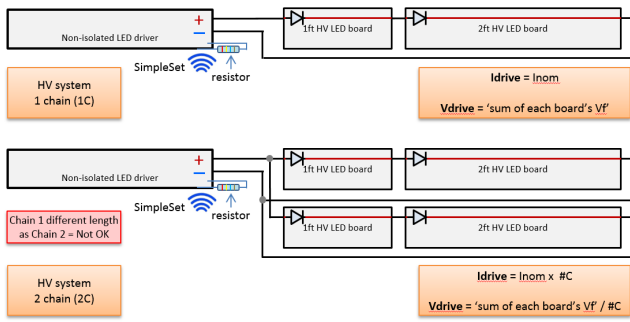 +
−
Non-isolated LED driver
1ft HV LED board
2ft HV LED board
SimpleSet
resistor
HV system
1 chain (1C)
Idrive = Inom
Vdrive = ‘sum of each board’s Vf’
+
−
Non-isolated LED driver
1ft HV LED board
2ft HV LED board
SimpleSet
resistor
Chain 1 different length
as Chain 2 = Not OK
1ft HV LED board
2ft HV LED board
HV system
2 chain (2C)
Idrive = Inom x #C
Vdrive = ‘sum of each board’s Vf’ / #C